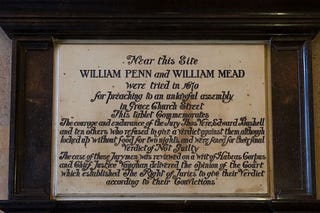 Near this Site
WILLIAM PENN and WILLIAM MEAD
were tried in 1670
for preaching to an unlawful assembly
in Grace Church Street
This tablet Commemorates
The courage and endurance of the Jury Thos Vere, Edward Bushell
and ten others who refused to give a verdict against them, although
locked up without food for two nights, and were fined for their final
Verdict of Not Guilty
The case of these Jurymen was reviewed on a writ of Habeas Corpus
and Chief Justice Vaughan delivered the opinion of the Court
which established The Right of Juries to give their Verdict
according to their Convictions